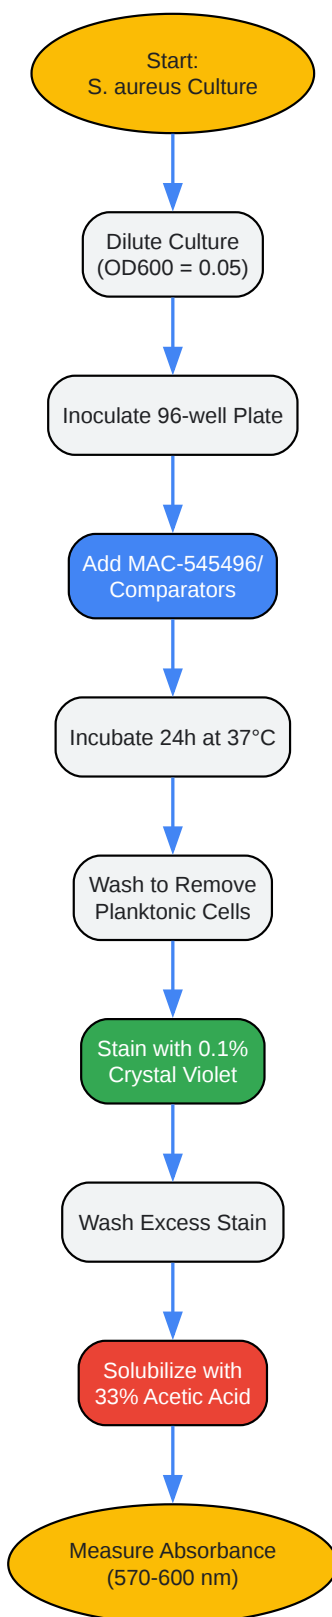 Start:
S. aureus Culture
Dilute Culture
(OD600 = 0.05)
Inoculate 96-well Plate
Add MAC-545496/
Comparators
Incubate 24h at 37°C
Wash to Remove
Planktonic Cells
Stain with 0.1%
Crystal Violet
Wash Excess Stain
Solubilize with
33% Acetic Acid
Measure Absorbance
(570-600 nm)